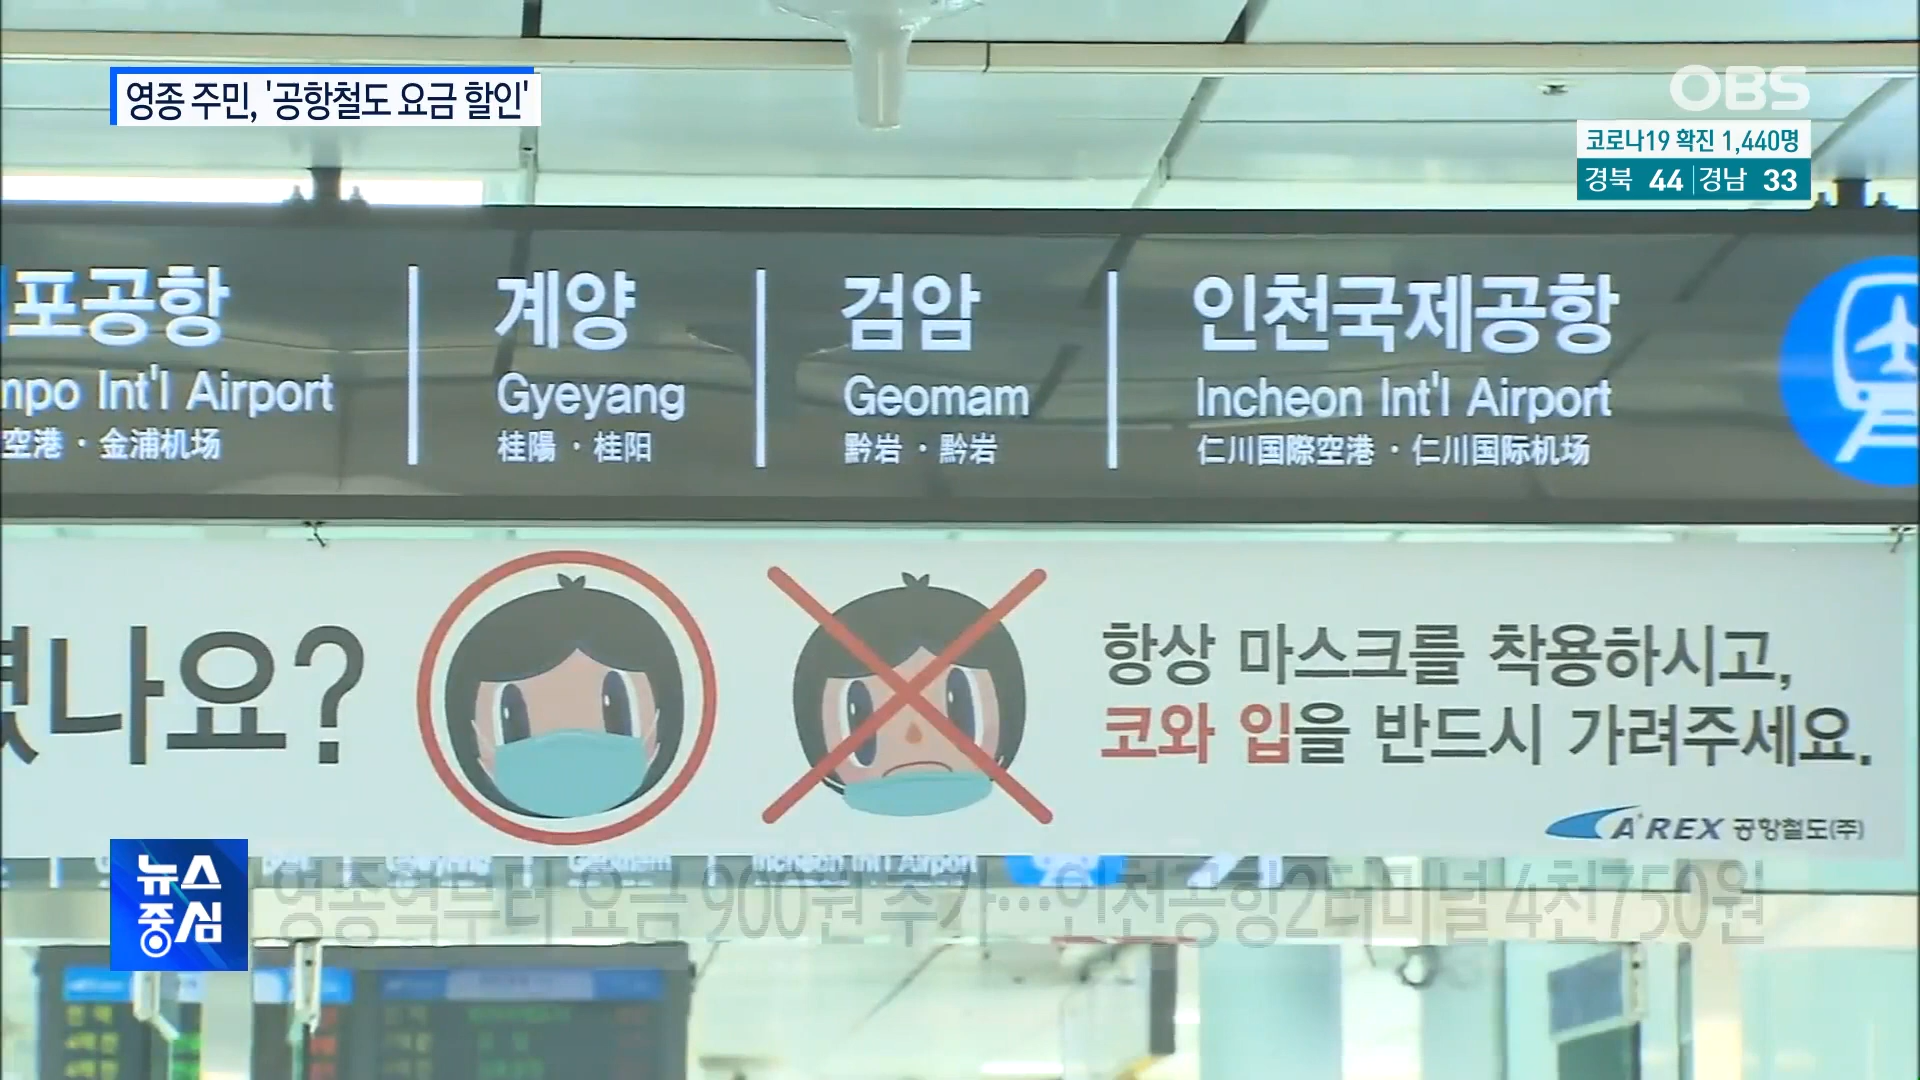 영종 주민, '공항철도 요금 할인'
OBS
코로나19 확진 1,440명
경북 44 경남 33
포공항
계양
검암
인천국제공항
mpo Int'l Airport
Gyeyang
Geomam
Incheon Int'l Airport
空港 · 金浦机场
桂陽 · 桂阳
黔岩 · 黔岩
仁川国際空港 · 仁川国际机场
나요?
항상 마스크를 착용하시고,
코와 입을 반드시 가려주세요.
A'REX 공항철도(주)
Gyeyang
Geomam
Incheon Int'l Airport
뉴스
중심
영종역부터 요금 900원 추가…인천공항2터미널 4천750원